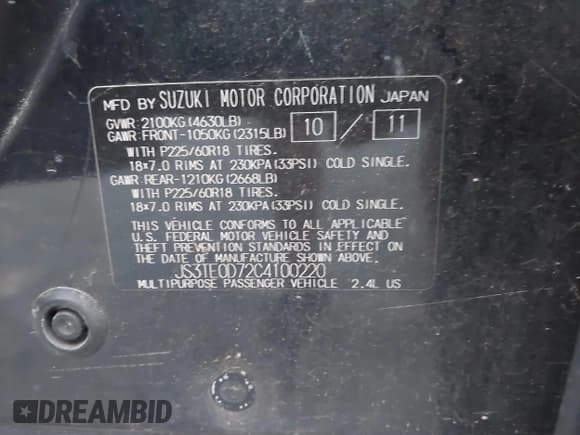 MFD BY SUZUKI MOTOR CORPORATION JAPAN
GVWR:2100KG(4630LB)
GAWR:FRONT-1050KG(2315LB) 10 / 11
WITH P225/60R18 TIRES.
18×7.0 RIMS AT 230KPA(33PSI) COLD SINGLE.
GAWR:REAR-1210KG(2668LB)
WITH P225/60R18 TIRES.
18×7.0 RIMS AT 230KPA(33PSI) COLD SINGLE.
THIS VEHICLE CONFORMS TO ALL APPLICABLE
U.S. FEDERAL MOTOR VEHICLE SAFETY AND
THEFT PREVENTION STANDARDS IN EFFECT ON
THE DATE OF MANUFACTURE SHOWN ABOVE.
JS3TE0D72C4100220
MULTIPURPOSE PASSENGER VEHICLE 2.4L US
DREAMBID